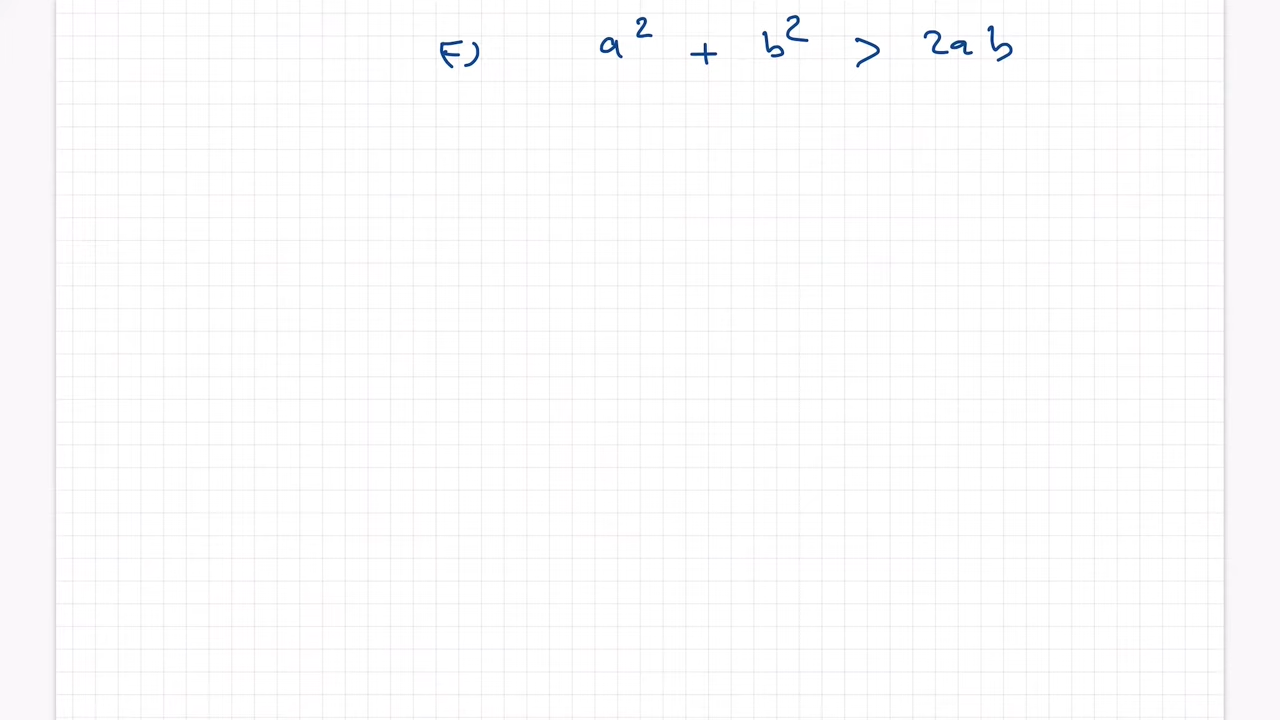 F) a² + b² > 2ab